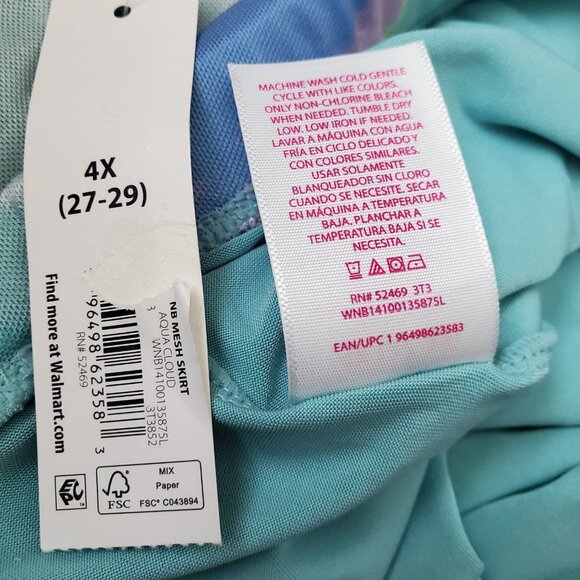 4X
(27-29)
NB MESH SKIRT
AQUA CLOUD
WNB14100135875L
3 3T3852
96498 62358 3
RN# 52469
Find more at Walmart.com
FSC
MIX
Paper
FSC® C043894
MACHINE WASH COLD GENTLE
CYCLE WITH LIKE COLORS.
ONLY NON-CHLORINE BLEACH
WHEN NEEDED. TUMBLE DRY
LOW. LOW IRON IF NEEDED.
LAVAR A MÁQUINA CON AGUA
FRÍA EN CICLO DELICADO Y
CON COLORES SIMILARES.
USAR SOLAMENTE
BLANQUEADOR SIN CLORO
CUANDO SE NECESITE. SECAR
EN MÁQUINA A TEMPERATURA
BAJA. PLANCHAR A
TEMPERATURA BAJA SI SE
NECESITA.
RN# 52469 3T3
WNB14100135875L
EAN/UPC 1 96498623583